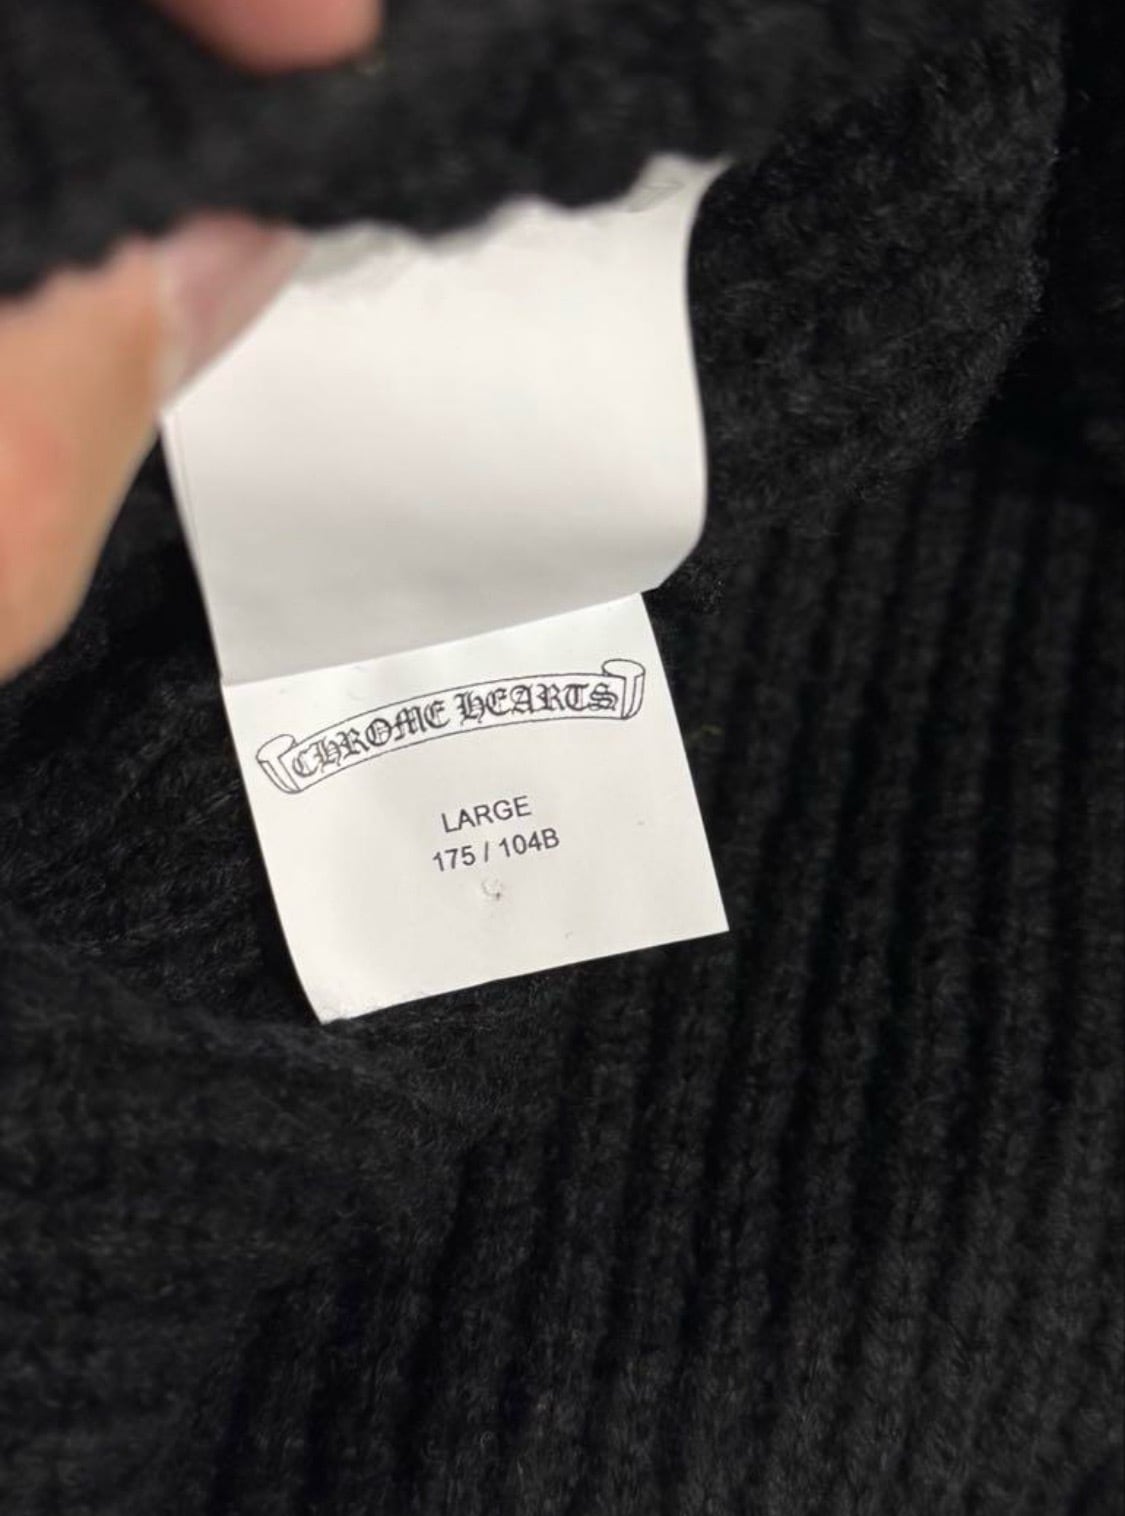 CHROME HEARTS
LARGE
175 / 104B